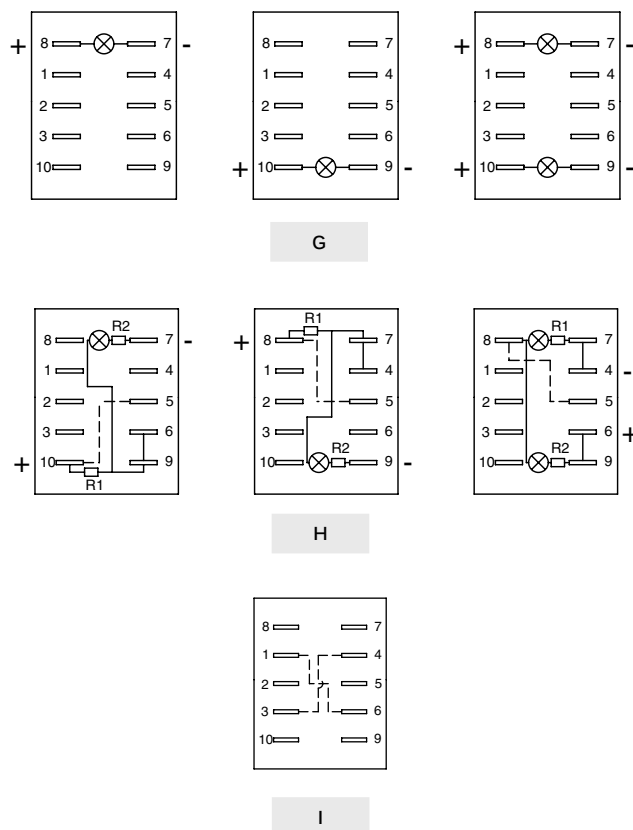 + 8 7 - 8 7 + 8 7 -
1 4 1 4 1 4
2 5 2 5 2 5
3 6 3 6 3 6
10 9 + 10 9 - + 10 9 -
G
8 R2 7 - + 8 R1 7 8 R1 7
1 4 1 4 1 4 -
2 5 2 5 2 5
3 6 3 6 3 6 +
+ 10 9 10 R2 9 - 10 R2 9
R1
H
8 7
1 4
2 5
3 6
10 9
I